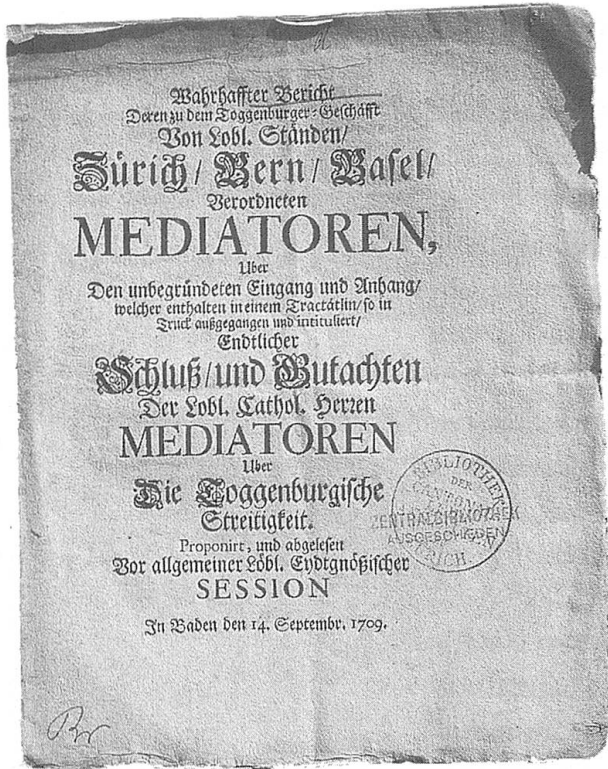 Wahrhaffter Bericht
Deren zu dem Toggenburger-Geschäfft
Von Lobl. Ständen/
Zürich/ Bern/ Basel/
Verordneten
MEDIATOREN,
Uber
Den unbegründeten Eingang und Anhang/
welcher enthalten in einem Tractätlin/ so in
Truck außgegangen und intituliert/
Endtlicher
Schluß/ und Gutachten
Der Lobl. Cathol. Herren
MEDIATOREN
Uber
Die Toggenburgische
Streitigkeit.
Proponirt, und abgelesen
Vor allgemeiner Löbl. Eydtgnößischer
SESSION
In Baden den 14. Septembr. 1709.
BIBLIOTHEK
DER
CANTONS
ZENTRALBIBLIOTHEK
AUSGESCHIEDEN